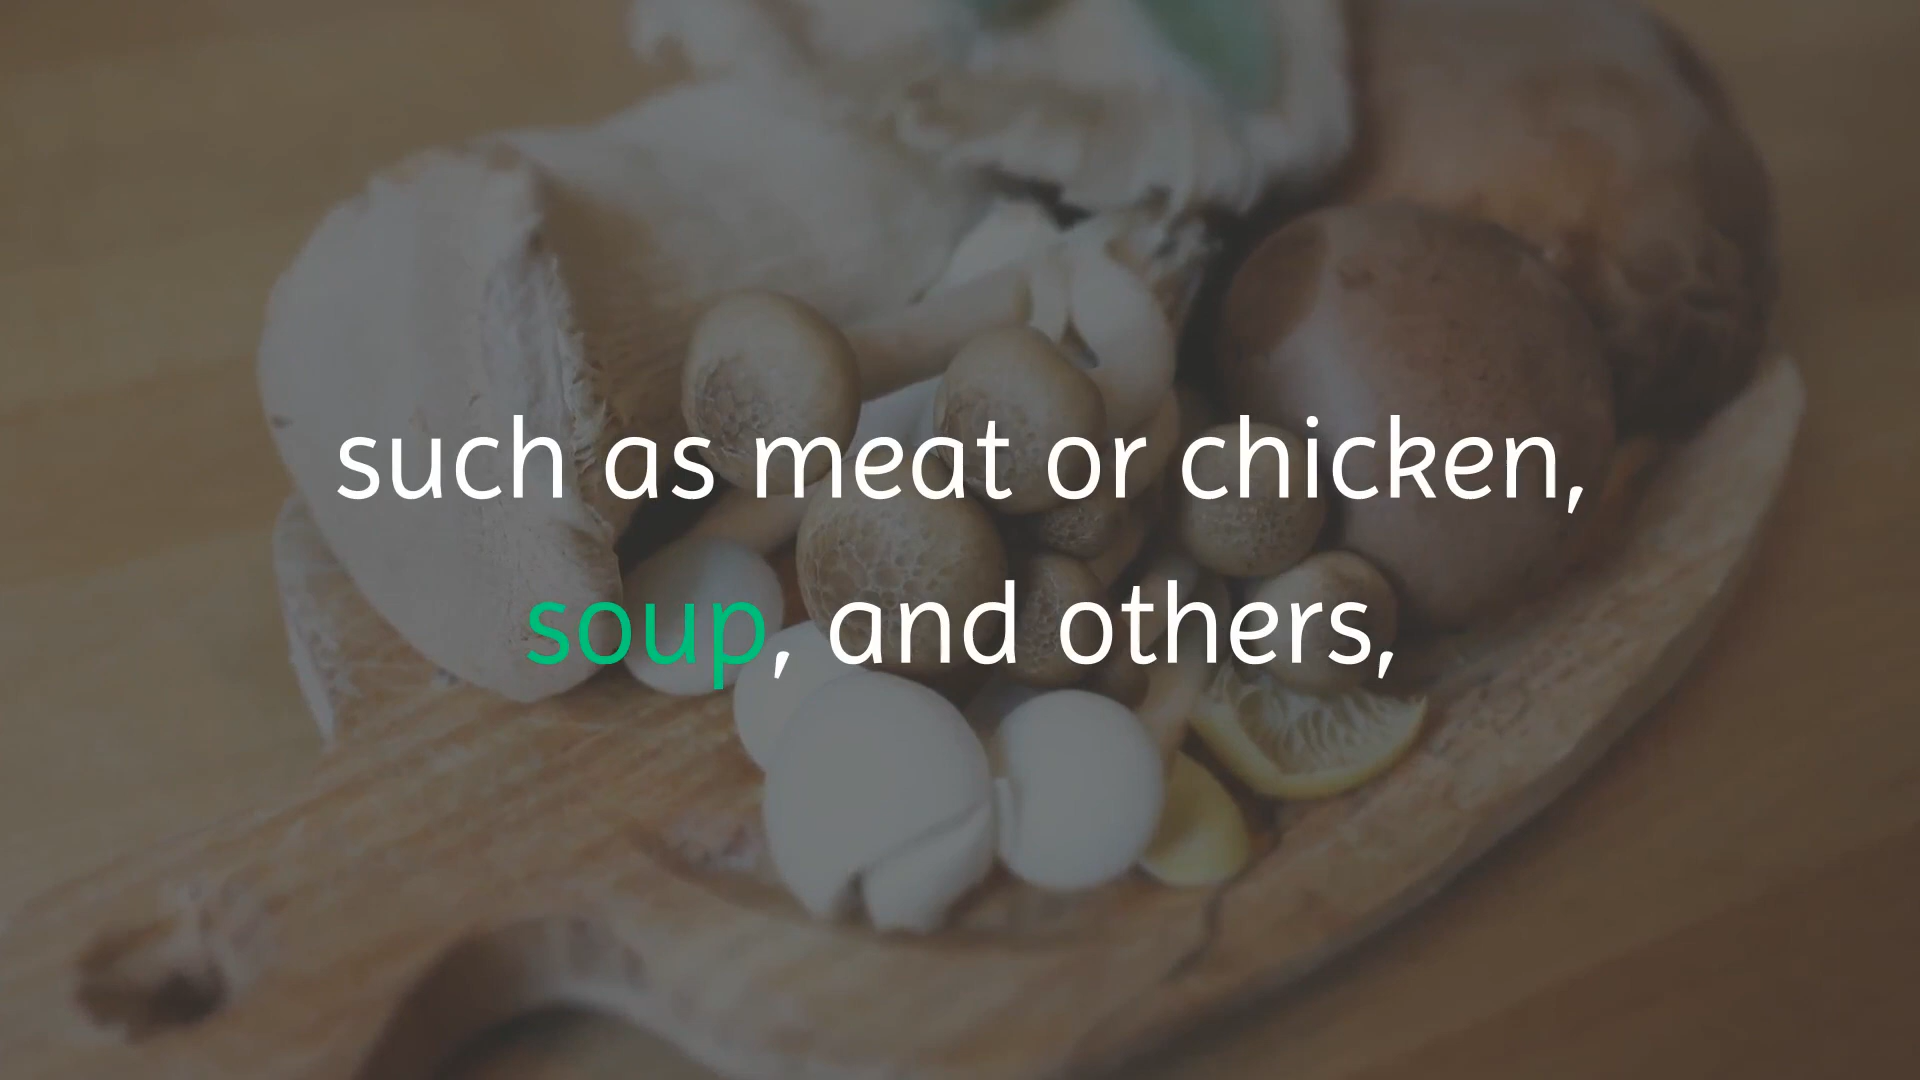 such as meat or chicken,
soup, and others,